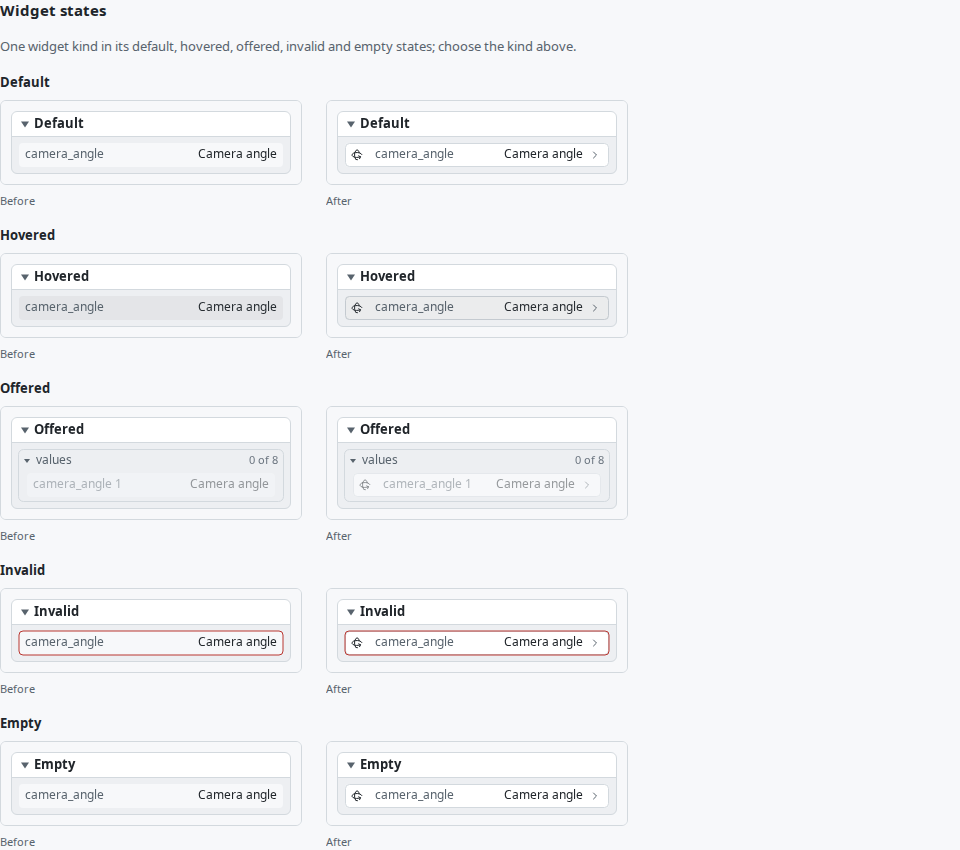 Widget states
One widget kind in its default, hovered, offered, invalid and empty states; choose the kind above.
Default
Default
camera_angle Camera angle
Before
Default
camera_angle Camera angle
After
Hovered
Hovered
camera_angle Camera angle
Before
Hovered
camera_angle Camera angle
After
Offered
Offered
values 0 of 8
camera_angle 1 Camera angle
Before
Offered
values 0 of 8
camera_angle 1 Camera angle
After
Invalid
Invalid
camera_angle Camera angle
Before
Invalid
camera_angle Camera angle
After
Empty
Empty
camera_angle Camera angle
Before
Empty
camera_angle Camera angle
After